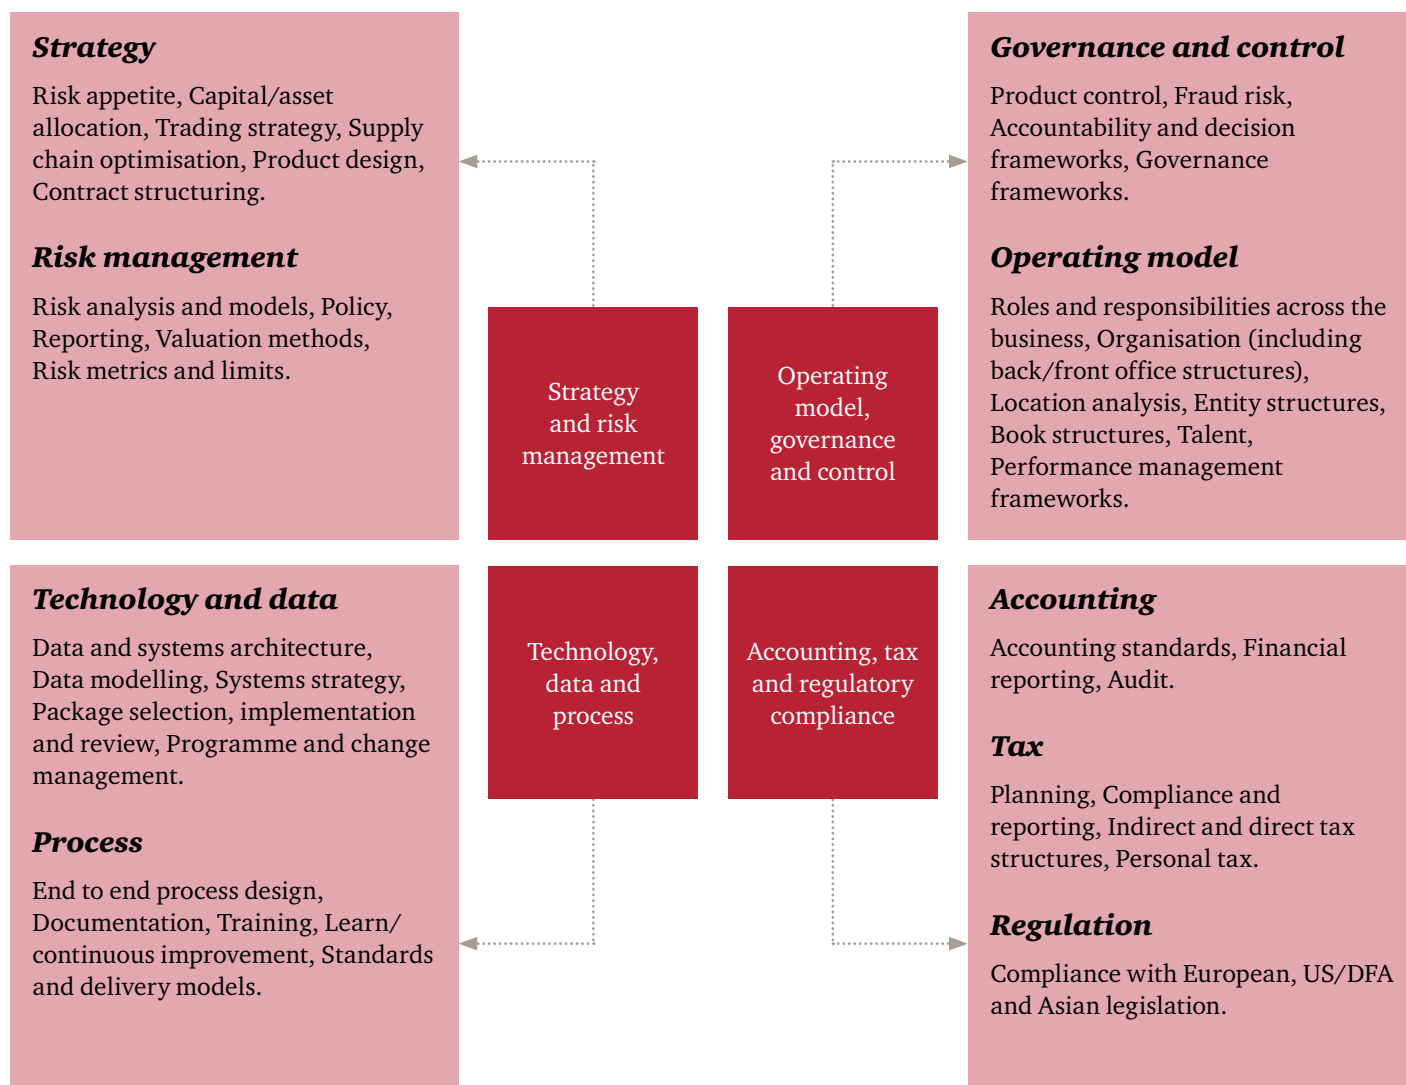 Strategy
Risk appetite, Capital/asset
allocation, Trading strategy, Supply
chain optimisation, Product design,
Contract structuring.
Risk management
Risk analysis and models, Policy,
Reporting, Valuation methods,
Risk metrics and limits.
Strategy
and risk
management
Operating
model,
governance
and control
Governance and control
Product control, Fraud risk,
Accountability and decision
frameworks, Governance
frameworks.
Operating model
Roles and responsibilities across the
business, Organisation (including
back/front office structures),
Location analysis, Entity structures,
Book structures, Talent,
Performance management
frameworks.
Technology and data
Data and systems architecture,
Data modelling, Systems strategy,
Package selection, implementation
and review, Programme and change
management.
Process
End to end process design,
Documentation, Training, Learn/
continuous improvement, Standards
and delivery models.
Technology,
data and
process
Accounting, tax
and regulatory
compliance
Accounting
Accounting standards, Financial
reporting, Audit.
Tax
Planning, Compliance and
reporting, Indirect and direct tax
structures, Personal tax.
Regulation
Compliance with European, US/DFA
and Asian legislation.